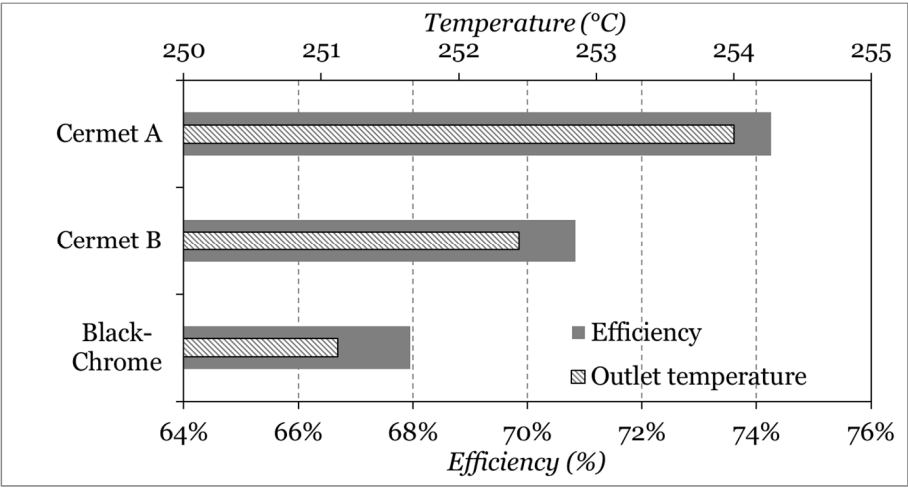 Temperature (°C)
250 251 252 253 254 255
Cermet A
Cermet B
Black-
Chrome
Efficiency
Outlet temperature
64% 66% 68% 70% 72% 74% 76%
Efficiency (%)